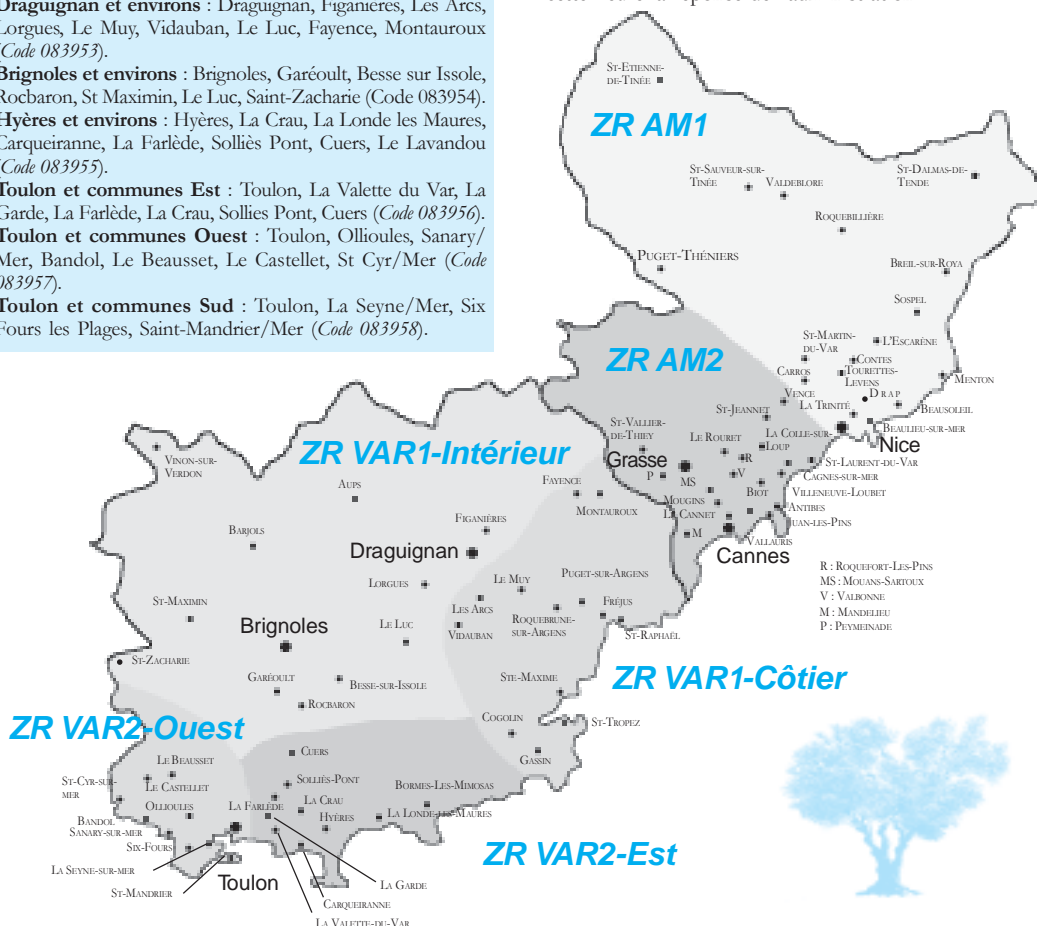 Draguignan et environs : Draguignan, Figanières, Les Arcs,
Lorgues, Le Muy, Vidauban, Le Luc, Fayence, Montauroux
(Code 083953).
Brignoles et environs : Brignoles, Garéoult, Besse sur Issole,
Rocbaron, St Maximin, Le Luc, Saint-Zacharie (Code 083954).
Hyères et environs : Hyères, La Crau, La Londe les Maures,
Carqueiranne, La Farlède, Solliès Pont, Cuers, Le Lavandou
(Code 083955).
Toulon et communes Est : Toulon, La Valette du Var, La
Garde, La Farlède, La Crau, Sollies Pont, Cuers (Code 083956).
Toulon et communes Ouest : Toulon, Ollioules, Sanary/
Mer, Bandol, Le Beausset, Le Castellet, St Cyr/Mer (Code
083957).
Toulon et communes Sud : Toulon, La Seyne/Mer, Six
Fours les Plages, Saint-Mandrier/Mer (Code 083958).
ZR AM1
St-Etienne-
de-Tinée
St-Sauveur-sur-
Tinée
Valdeblore
St-Dalmas-de-
Tende
Roquebillière
Puget-Théniers
Breil-sur-Roya
Sospel
St-Martin-
du-Var
L'Escarène
Contes
Tourettes-
Levens
Carros
Menton
Drap
Vence
La Trinité
Beausoleil
Beaulieu-sur-mer
Nice
ZR AM2
St-Jeannet
St-Vallier-
de-Thiey
Le Rouret
La Colle-sur-
Loup
Grasse
R
St-Laurent-du-Var
P
MS
V
Cagnes-sur-mer
Biot
Villeneuve-Loubet
Mougins
Antibes
Le Cannet
Juan-les-Pins
M
Vallauris
Cannes
R : Roquefort-Les-Pins
MS : Mouans-Sartoux
V : Valbonne
M : Mandelieu
P : Peymeinade
ZR VAR1-Intérieur
Vinon-sur-
Verdon
Aups
Fayence
Montauroux
Figanières
Barjols
Draguignan
Lorgues
Le Muy
Puget-sur-Argens
St-Maximin
Les Arcs
Fréjus
Roquebrune-
sur-Argens
Brignoles
Le Luc
Vidauban
St-Raphaël
St-Zacharie
Garéoult
Besse-sur-Issole
Rocbaron
Ste-Maxime
ZR VAR1-Côtier
Cogolin
St-Tropez
Gassin
ZR VAR2-Ouest
Cuers
Le Beausset
St-Cyr-sur-
mer
Le Castellet
Solliès-Pont
Bormes-Les-Mimosas
Ollioules
La Farlède
La Crau
Bandol
Hyères
La Londe-les-Maures
Sanary-sur-mer
Six-Fours
ZR VAR2-Est
La Seyne-sur-mer
Toulon
St-Mandrier
La Garde
Carqueiranne
La Valette-du-Var